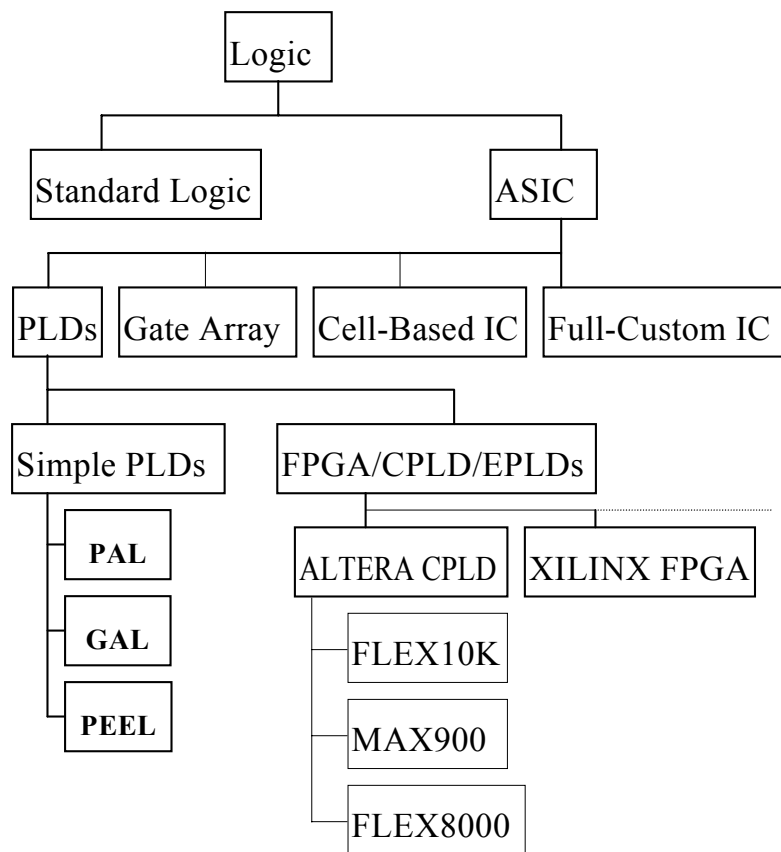 Logic
Standard Logic
ASIC
PLDs
Gate Array
Cell-Based IC
Full-Custom IC
Simple PLDs
FPGA/CPLD/EPLDs
PAL
GAL
PEEL
ALTERA CPLD
XILINX FPGA
FLEX10K
MAX900
FLEX8000